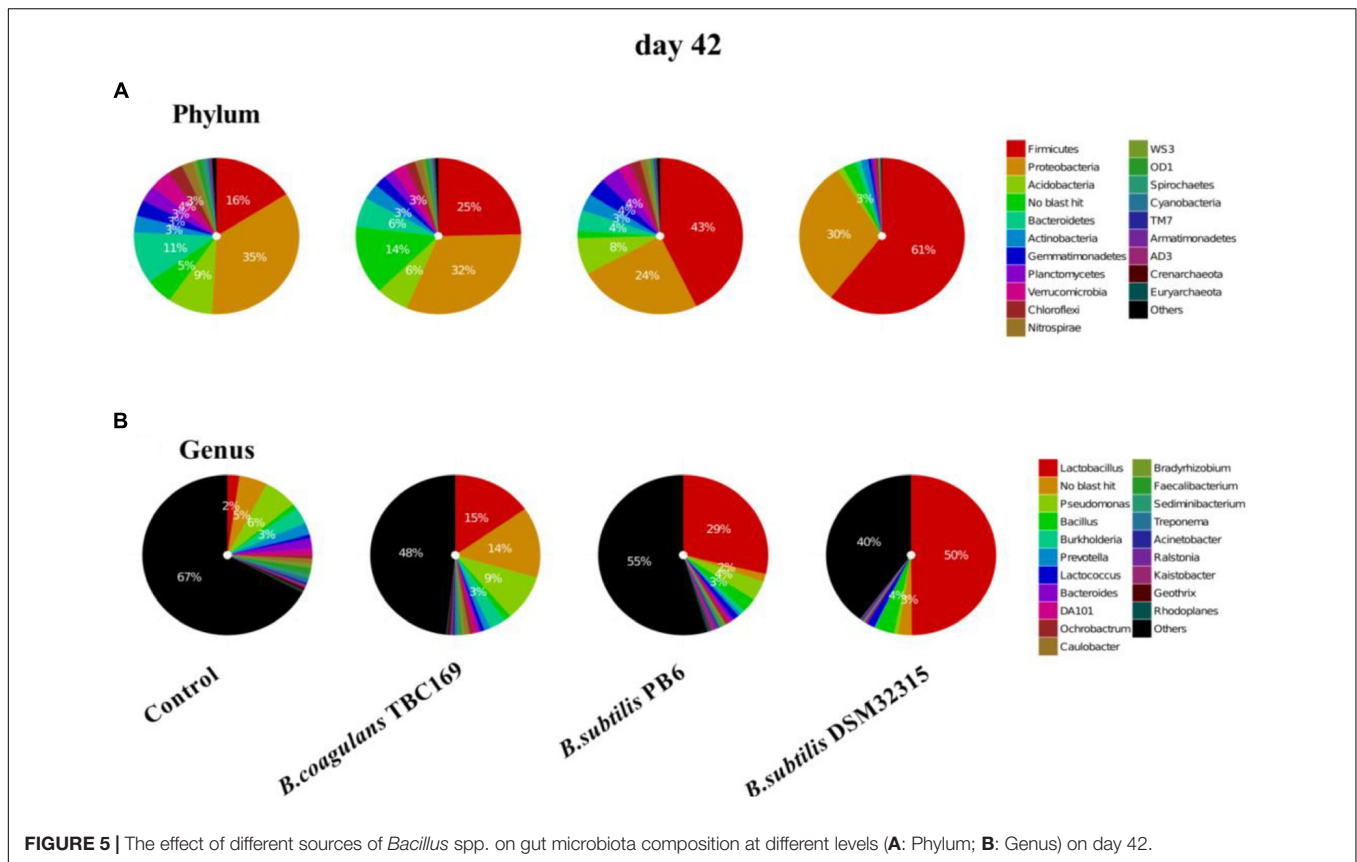 day 42
A
Phylum
16%
35%
9%
5%
11%
3%
3%
3%
4%
3%
25%
32%
6%
14%
6%
3%
3%
43%
24%
8%
4%
3%
4%
4%
61%
30%
3%
Firmicutes
Proteobacteria
Acidobacteria
No blast hit
Bacteroidetes
Actinobacteria
Gemmatimonadetes
Planctomycetes
Verrucomicrobia
Chloroflexi
Nitrospirae
WS3
OD1
Spirochaetes
Cyanobacteria
TM7
Armatimonadetes
AD3
Crenarchaeota
Euryarchaeota
Others
B
Genus
2%
5%
6%
3%
67%
15%
14%
9%
3%
48%
29%
2%
3%
55%
50%
3%
4%
40%
Lactobacillus
No blast hit
Pseudomonas
Bacillus
Burkholderia
Prevotella
Lactococcus
Bacteroides
DA101
Ochrobactrum
Caulobacter
Bradyrhizobium
Faecalibacterium
Sediminibacterium
Treponema
Acinetobacter
Ralstonia
Kaistobacter
Geothrix
Rhodoplanes
Others
Control
B.coagulans TBC169
B.subtilis PB6
B.subtilis DSM32315
FIGURE 5 | The effect of different sources of Bacillus spp. on gut microbiota composition at different levels (A: Phylum; B: Genus) on day 42.